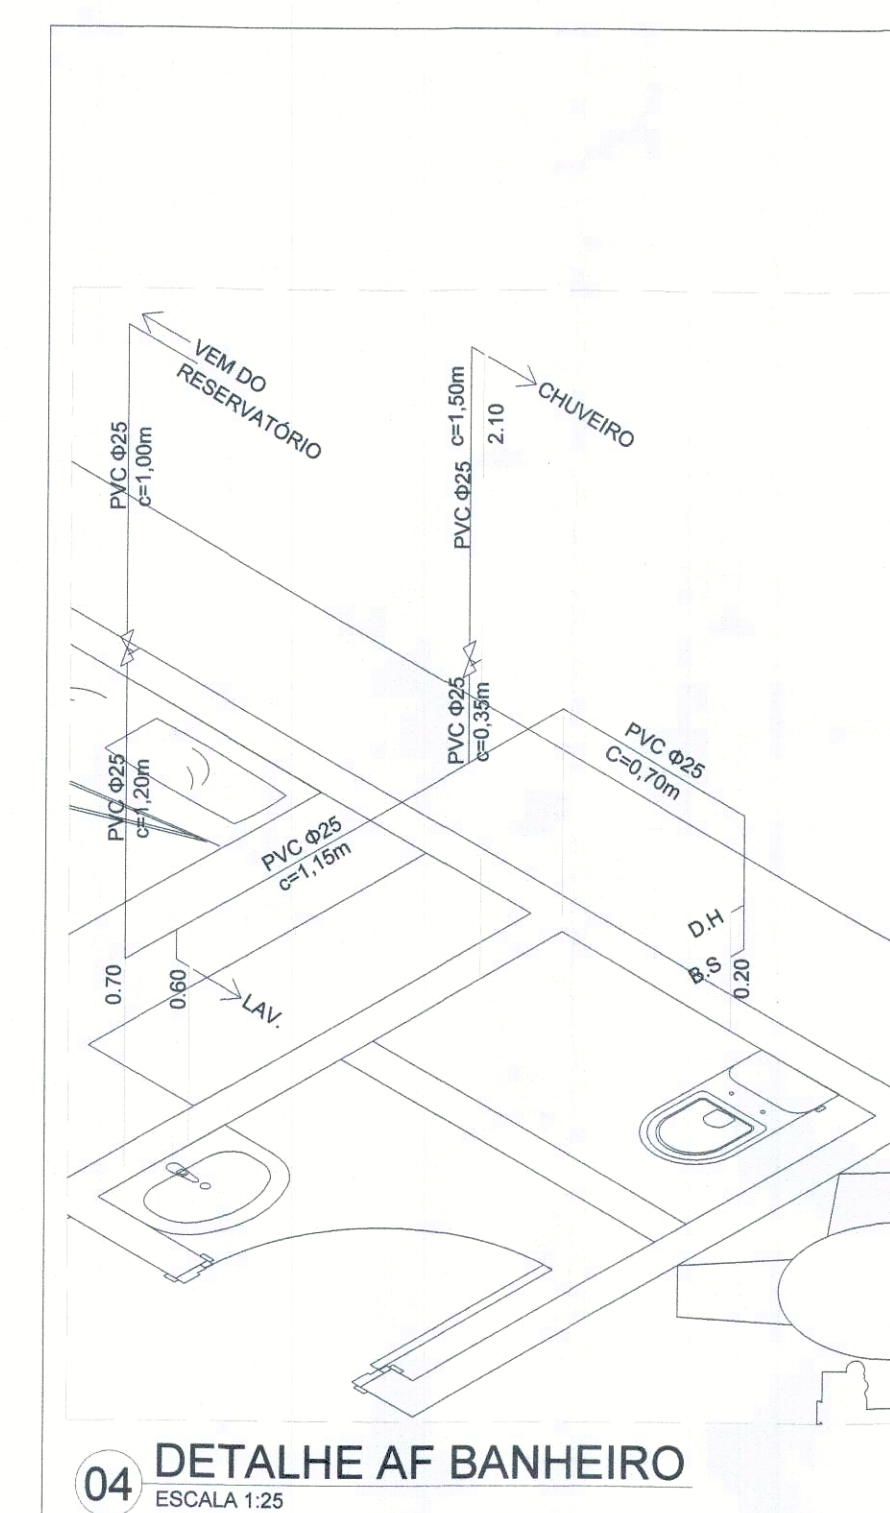 VEM DO
RESERVATÓRIO
PVC Φ25
c=1,00m
CHUVEIRO
PVC Φ25 c=1,50m
2.10
PVC Φ25
c=0,35m
PVC Φ25
C=0,70m
PVC Φ25
c=1,20m
PVC Φ25
c=1,15m
D.H
B.S
0.20
0.70
0.60
LAV.
04
DETALHE AF BANHEIRO
ESCALA 1:25